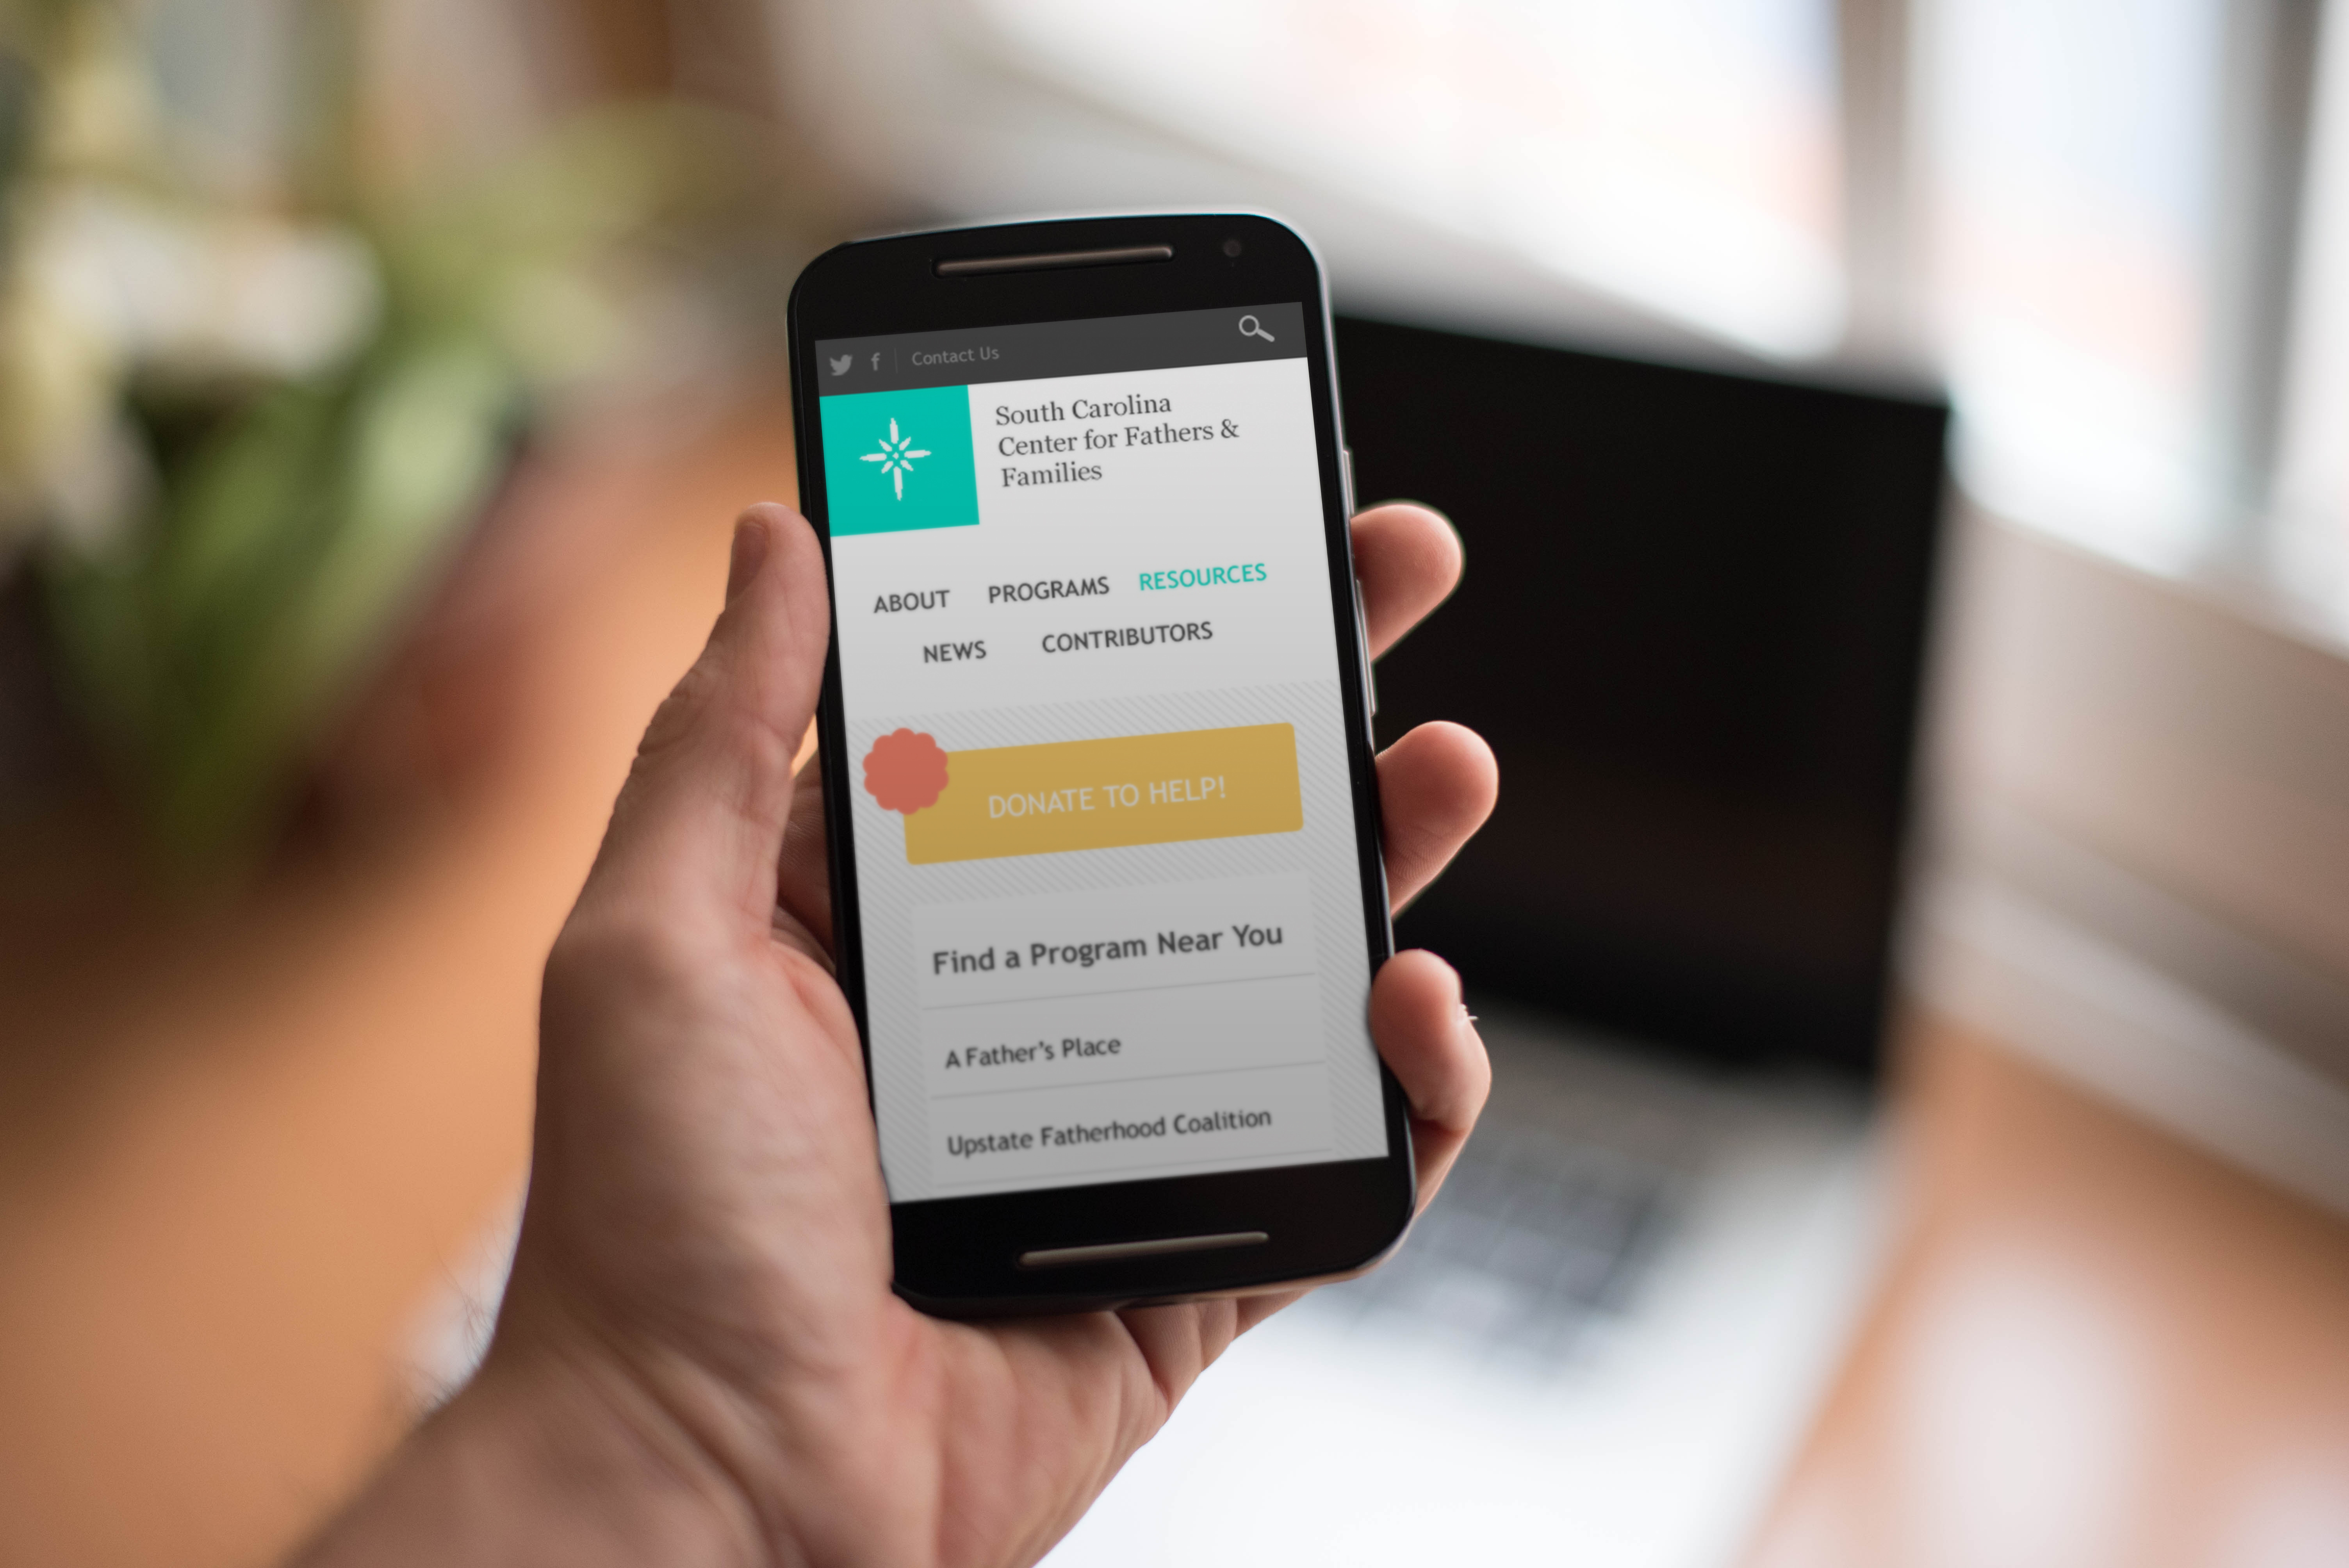 f
Contact Us
South Carolina
Center for Fathers &
Families
ABOUT PROGRAMS RESOURCES
NEWS CONTRIBUTORS
DONATE TO HELP!
Find a Program Near You
A Father’s Place
Upstate Fatherhood Coalition